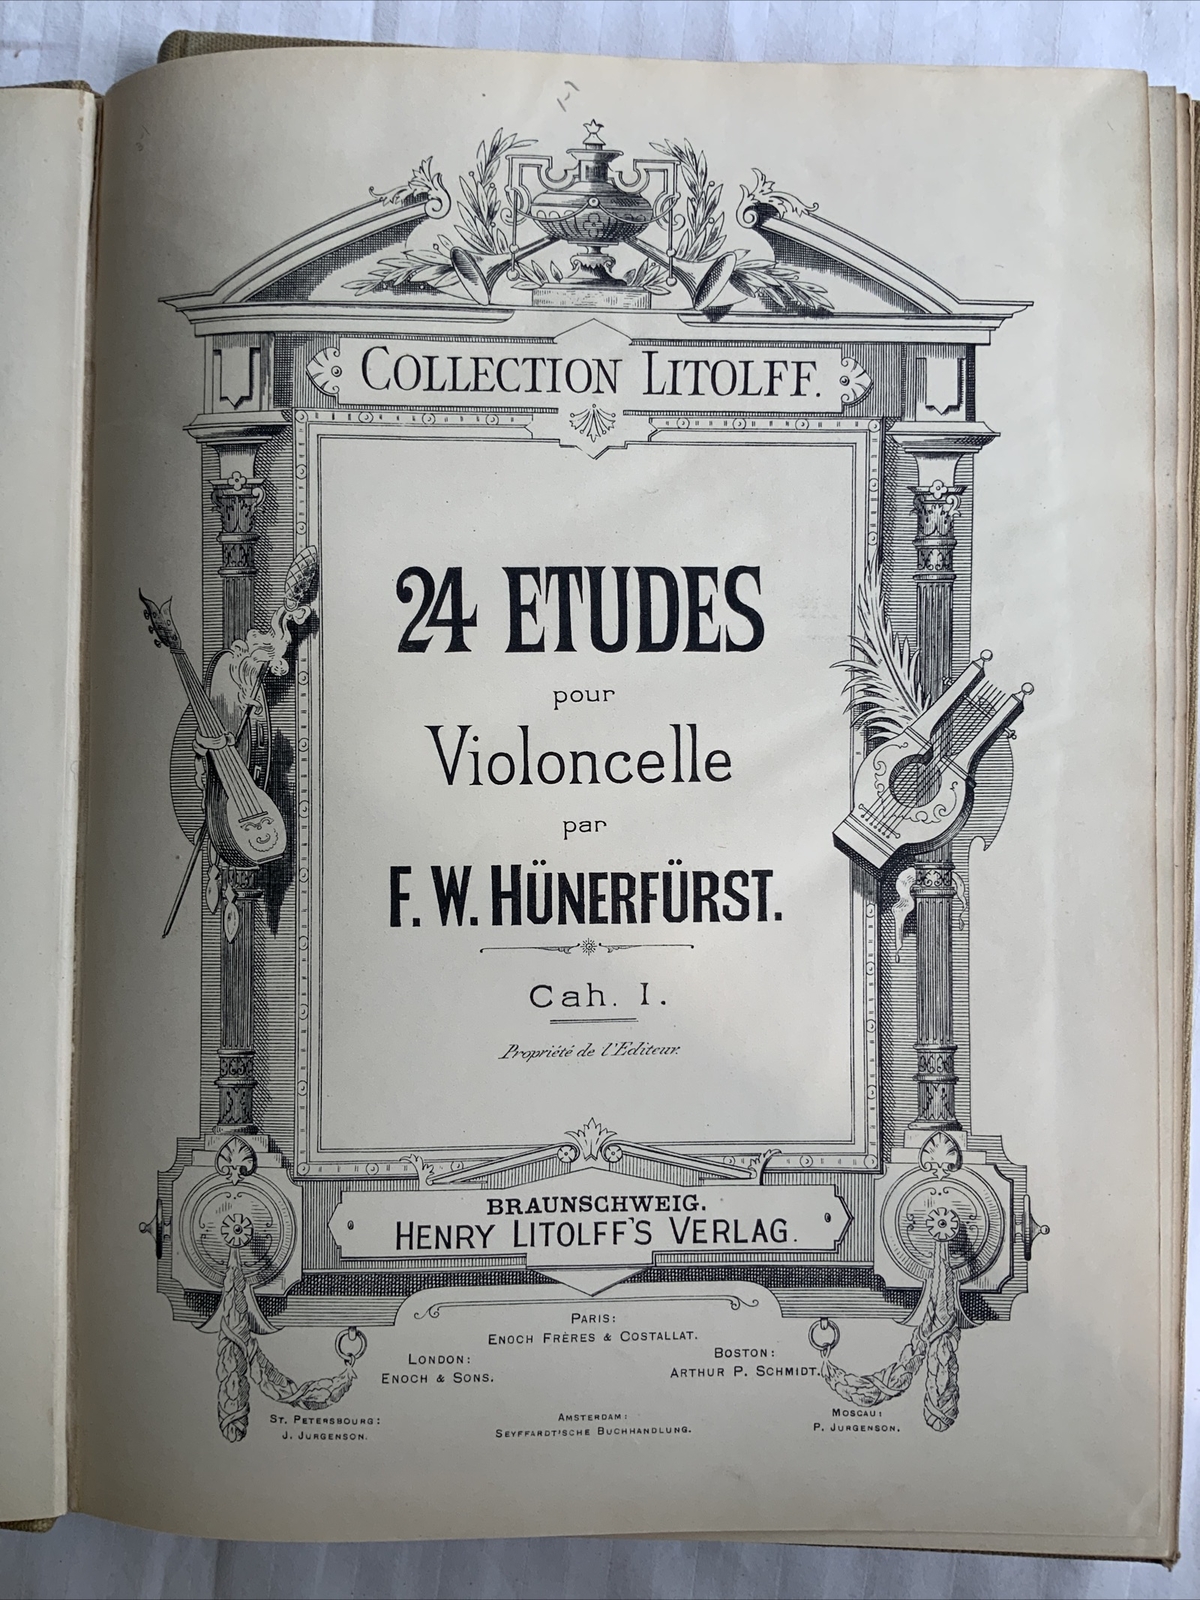 COLLECTION LITOLFF.
24 ETUDES
pour
Violoncelle
par
F. W. HÜNERFÜRST.
Cah. I.
Propriété de l'Editeur.
BRAUNSCHWEIG.
HENRY LITOLFF'S VERLAG.
PARIS:
ENOCH FRÈRES & COSTALLAT.
LONDON:
ENOCH & SONS.
BOSTON:
ARTHUR P. SCHMIDT.
ST. PETERSBOURG:
J. JURGENSON.
AMSTERDAM:
SEYFFARDT'SCHE BUCHHANDLUNG.
MOSCAU:
P. JURGENSON.